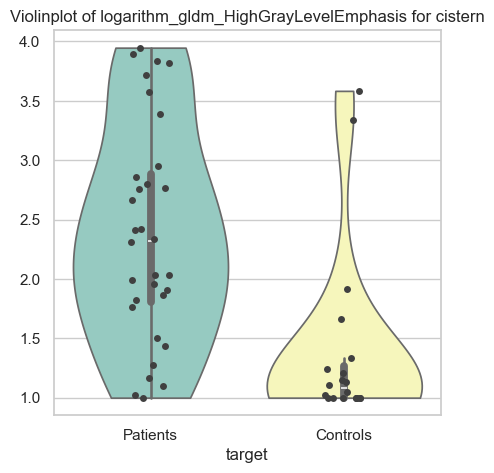 Violinplot of logarithm_gldm_HighGrayLevelEmphasis for cistern
4.0
3.5
3.0
2.5
2.0
1.5
1.0
Patients Controls
target